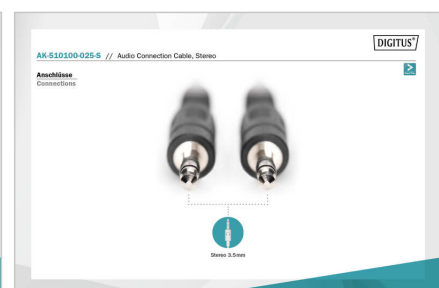 DIGITUS®
AK-510100-025-S // Audio Connection Cable, Stereo
Anschlüsse
Connections
Stereo 3.5mm